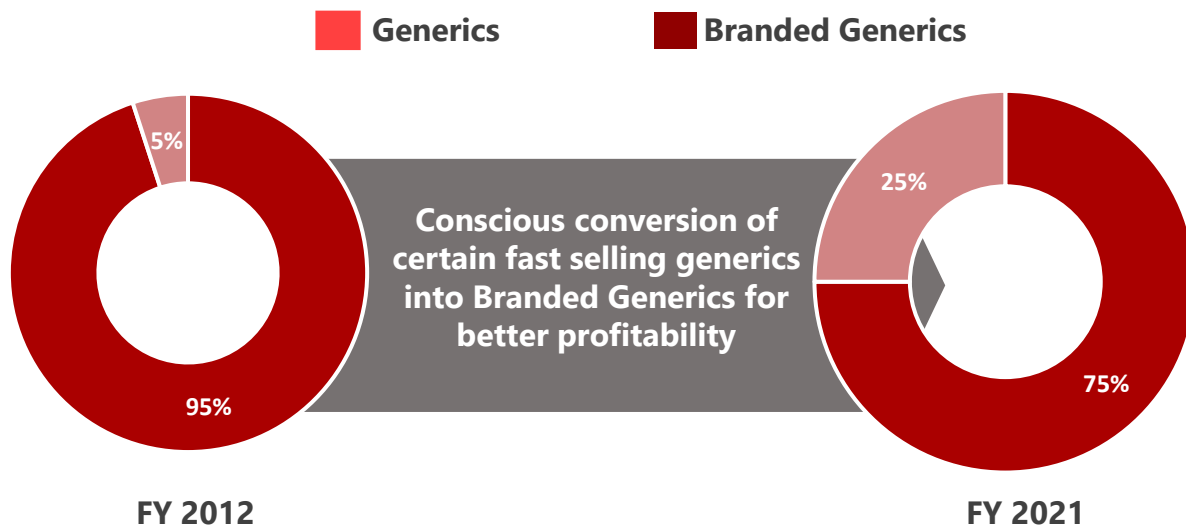 Generics
Branded Generics
5%
95%
Conscious conversion of
certain fast selling generics
into Branded Generics for
better profitability
25%
75%
FY 2012
FY 2021